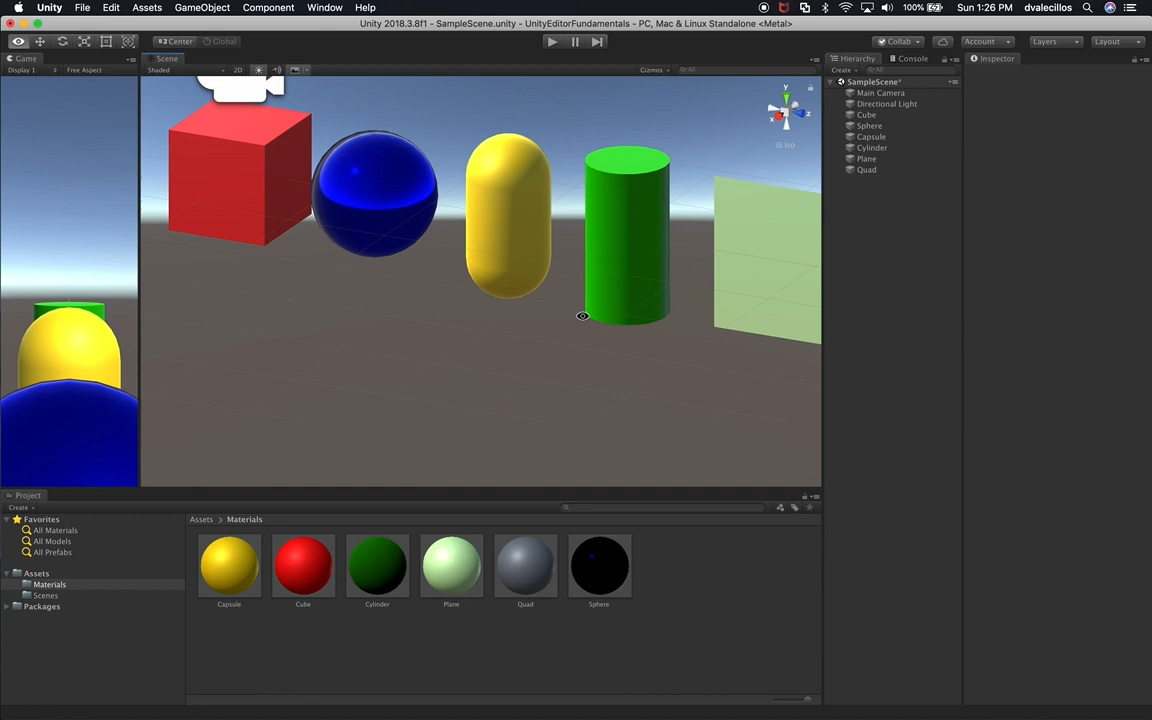 Unity File Edit Assets GameObject Component Window Help 100% Sun 1:26 PM dvalecillos
Unity 2018.3.8f1 - SampleScene.unity - UnityEditorFundamentals - PC, Mac & Linux Standalone <Metal>
Center Global Collab Account Layers Layout
Game Scene Hierarchy Console Inspector
Display 1 Free Aspect Shaded 2D Gizmos All Create All
SampleScene*
Main Camera
Directional Light
Cube
Sphere
Capsule
Cylinder
Plane
Quad
y
x z
Project
Create
Favorites
All Materials
All Models
All Prefabs
Assets
Materials
Scenes
Packages
Assets > Materials
Capsule Cube Cylinder Plane Quad Sphere